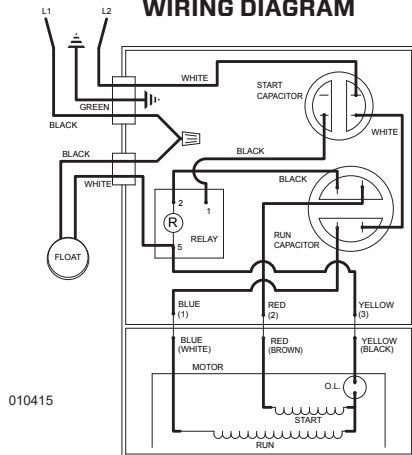 WIRING DIAGRAM
L1
L2
WHITE
GREEN
BLACK
START
CAPACITOR
WHITE
BLACK
BLACK
BLACK
WHITE
2
1
R
RELAY
5
RUN
CAPACITOR
FLOAT
BLUE
(1)
RED
(2)
YELLOW
(3)
BLUE
(WHITE)
RED
(BROWN)
YELLOW
(BLACK)
MOTOR
O.L.
START
RUN
010415